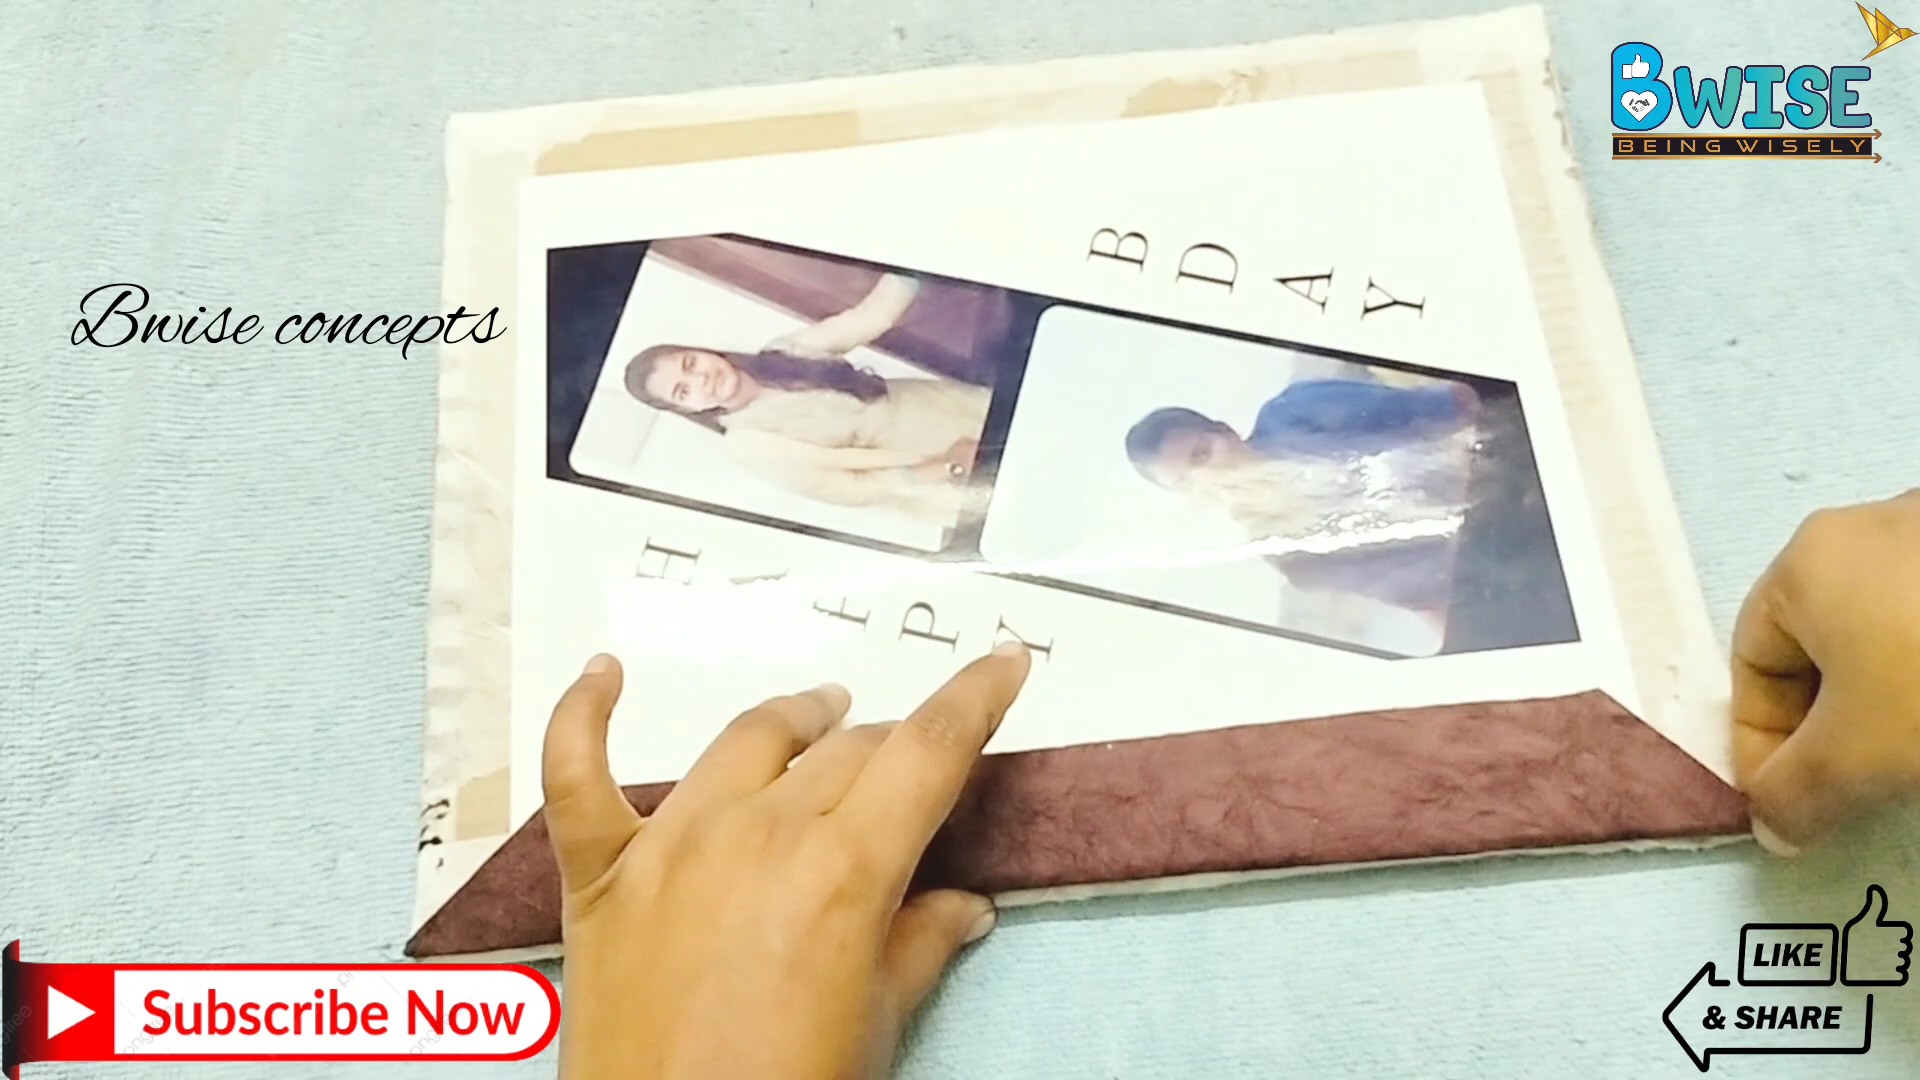 BWISE
BEING WISELY
Bwise concepts
B D A Y
H A P P Y
Subscribe Now
LIKE
& SHARE